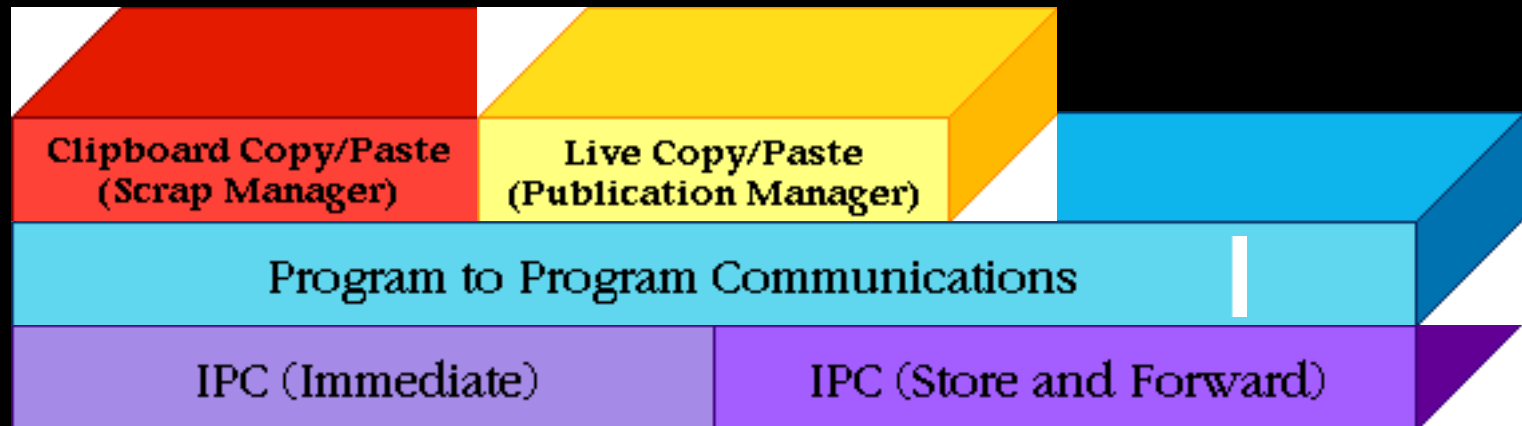 Clipboard Copy/Paste
(Scrap Manager)
Live Copy/Paste
(Publication Manager)
Program to Program Communications
IPC (Immediate)
IPC (Store and Forward)